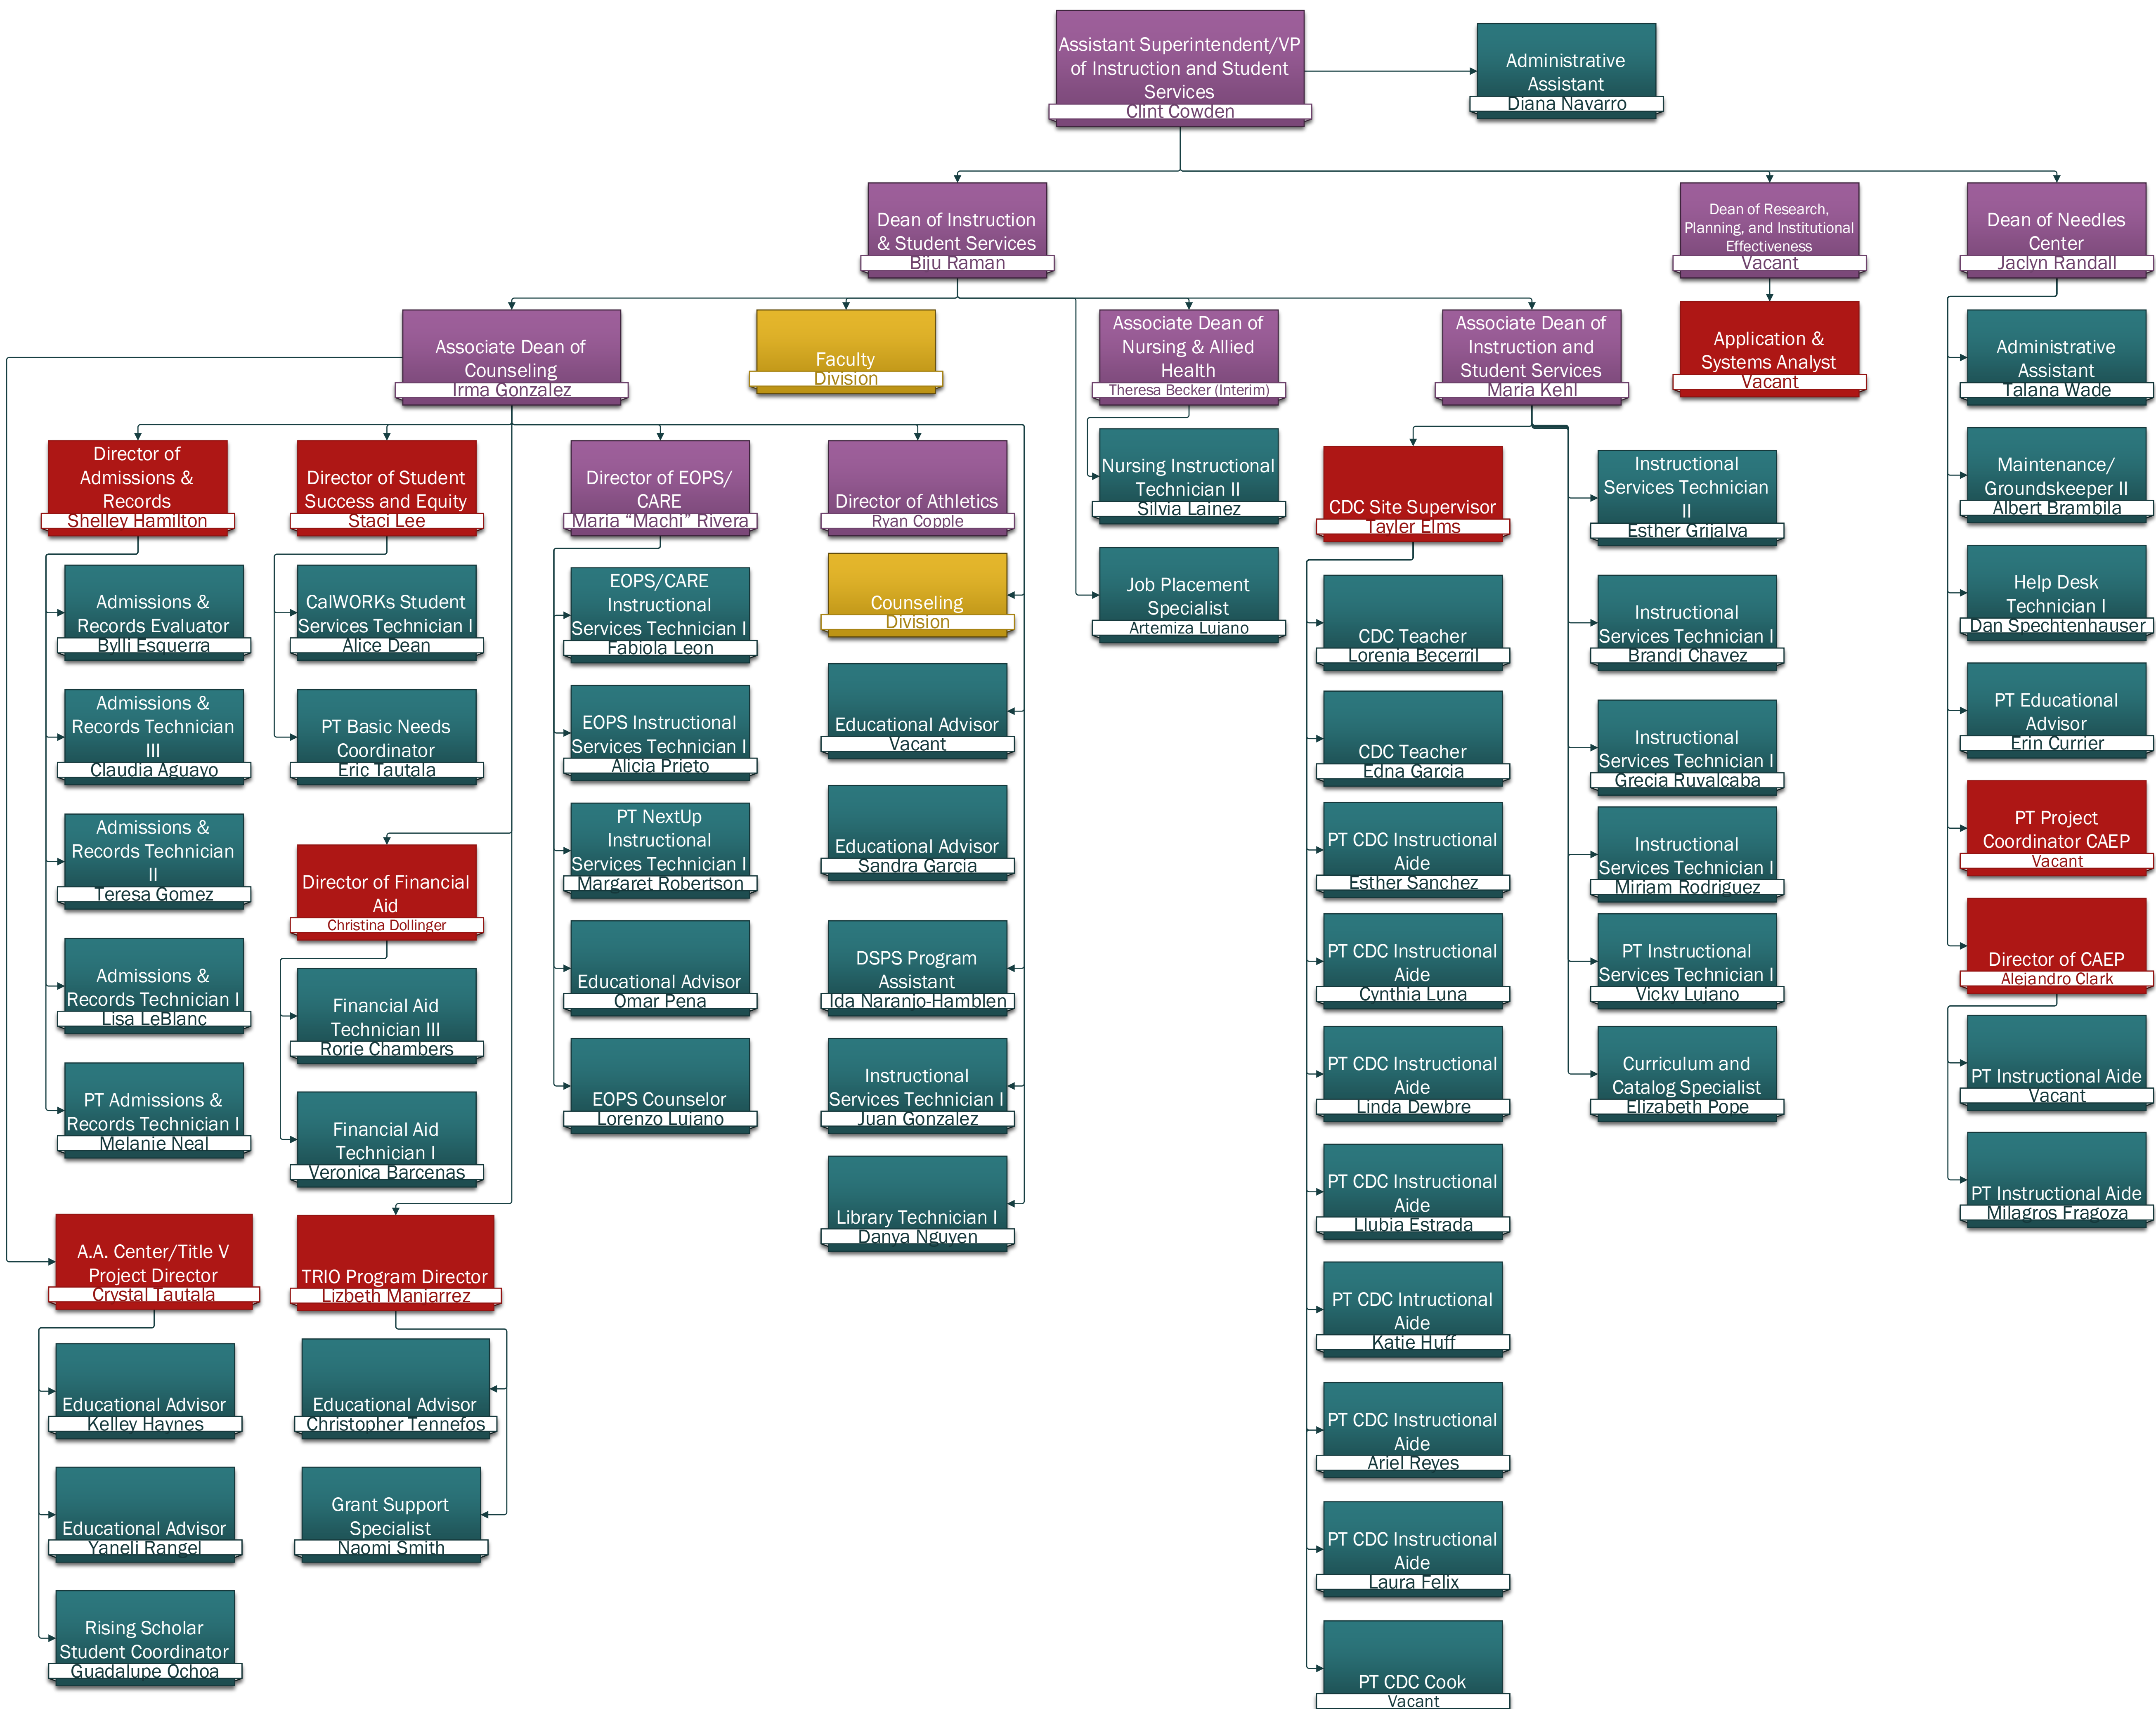 Assistant Superintendent/VP
of Instruction and Student
Services
Clint Cowden
Administrative
Assistant
Diana Navarro
Dean of Instruction
& Student Services
Biju Raman
Dean of Research,
Planning, and Institutional
Effectiveness
Vacant
Dean of Needles
Center
Jaclyn Randall
Associate Dean of
Counseling
Irma Gonzalez
Faculty
Division
Associate Dean of
Nursing & Allied
Health
Theresa Becker (Interim)
Associate Dean of
Instruction and
Student Services
Maria Kehl
Application &
Systems Analyst
Vacant
Administrative
Assistant
Talana Wade
Director of
Admissions &
Records
Shelley Hamilton
Admissions &
Records Evaluator
Bylli Esguerra
Admissions &
Records Technician
III
Claudia Aguayo
Admissions &
Records Technician
II
Teresa Gomez
Admissions &
Records Technician I
Lisa LeBlanc
PT Admissions &
Records Technician I
Melanie Neal
A.A. Center/Title V
Project Director
Crystal Tautala
Educational Advisor
Kelley Haynes
Educational Advisor
Yaneli Rangel
Rising Scholar
Student Coordinator
Guadalupe Ochoa
Director of Student
Success and Equity
Staci Lee
CalWORKs Student
Services Technician I
Alice Dean
PT Basic Needs
Coordinator
Eric Tautala
Director of Financial
Aid
Christina Dollinger
Financial Aid
Technician III
Rorie Chambers
Financial Aid
Technician I
Veronica Barcenas
TRIO Program Director
Lizbeth Manjarrez
Educational Advisor
Christopher Tennefos
Grant Support
Specialist
Naomi Smith
Director of EOPS/
CARE
Maria “Machi” Rivera
EOPS/CARE
Instructional
Services Technician I
Fabiola Leon
EOPS Instructional
Services Technician I
Alicia Prieto
PT NextUp
Instructional
Services Technician I
Margaret Robertson
Educational Advisor
Omar Pena
EOPS Counselor
Lorenzo Lujano
Director of Athletics
Ryan Copple
Counseling
Division
Educational Advisor
Vacant
Educational Advisor
Sandra Garcia
DSPS Program
Assistant
Ida Naranjo-Hamblen
Instructional
Services Technician I
Juan Gonzalez
Library Technician I
Danya Nguyen
Nursing Instructional
Technician II
Silvia Lainez
Job Placement
Specialist
Artemiza Lujano
CDC Site Supervisor
Tayler Elms
CDC Teacher
Lorenia Becerril
CDC Teacher
Edna Garcia
PT CDC Instructional
Aide
Esther Sanchez
PT CDC Instructional
Aide
Cynthia Luna
PT CDC Instructional
Aide
Linda Dewbre
PT CDC Instructional
Aide
Llubia Estrada
PT CDC Intructional
Aide
Katie Huff
PT CDC Instructional
Aide
Ariel Reyes
PT CDC Instructional
Aide
Laura Felix
PT CDC Cook
Vacant
Instructional
Services Technician
II
Esther Grijalva
Instructional
Services Technician I
Brandi Chavez
Instructional
Services Technician I
Grecia Ruvalcaba
Instructional
Services Technician I
Miriam Rodriguez
PT Instructional
Services Technician I
Vicky Lujano
Curriculum and
Catalog Specialist
Elizabeth Pope
Maintenance/
Groundskeeper II
Albert Brambila
Help Desk
Technician I
Dan Spechtenhauser
PT Educational
Advisor
Erin Currier
PT Project
Coordinator CAEP
Vacant
Director of CAEP
Alejandro Clark
PT Instructional Aide
Vacant
PT Instructional Aide
Milagros Fragoza